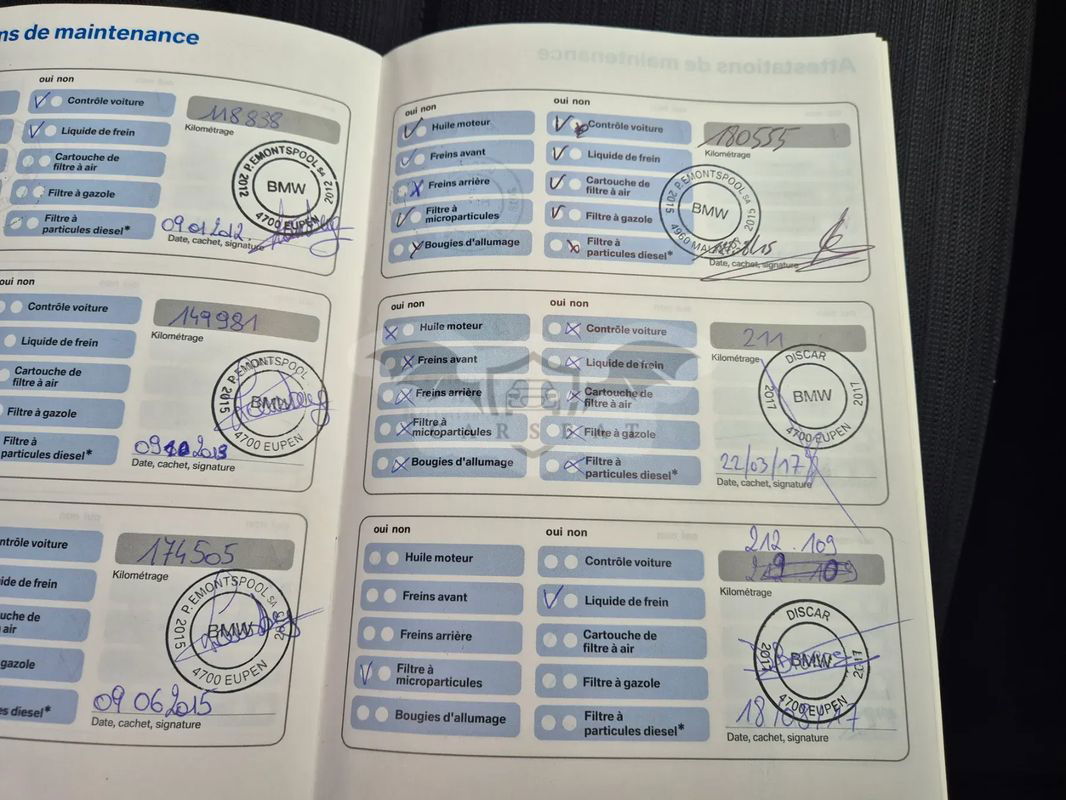 ns de maintenance
oui non
Contrôle voiture
Liquide de frein
Cartouche de
filtre à air
Filtre à gazole
Filtre à
particules diesel*
118838
Kilométrage
P. EMONTSPOOL SA
2012 BMW 2012
4700 EUPEN
09 01 2012
Date, cachet, signature
oui non
Contrôle voiture
Liquide de frein
Cartouche de
filtre à air
Filtre à gazole
Filtre à
particules diesel*
149981
Kilométrage
P. EMONTSPOOL
2015 BMW
4700 EUPEN
2013
Date, cachet, signature
ntrôle voiture
ide de frein
uche de
air
gazole
es diesel*
174505
Kilométrage
P. EMONTSPOOL SA
2015 BMW 2015
4700 EUPEN
09 06 2015
Date, cachet, signature
Attestations de maintenance
oui non
Huile moteur
Freins avant
Freins arrière
Filtre à
microparticules
Bougies d'allumage
oui non
Contrôle voiture
Liquide de frein
Cartouche de
filtre à air
Filtre à gazole
Filtre à
particules diesel*
180555
Kilométrage
P. EMONTSPOOL SA
2015 BMW 2015
4960
Date, cachet, signature
oui non
Huile moteur
Freins avant
Freins arrière
Filtre à
microparticules
Bougies d'allumage
oui non
Contrôle voiture
Liquide de frein
Cartouche de
filtre à air
Filtre à gazole
Filtre à
particules diesel*
211
Kilométrage
DISCAR
2017 BMW 2017
4700 EUPEN
22/03/17
Date, cachet, signature
ARSEAT
oui non
Huile moteur
Freins avant
Freins arrière
Filtre à
microparticules
Bougies d'allumage
oui non
Contrôle voiture
Liquide de frein
Cartouche de
filtre à air
Filtre à gazole
Filtre à
particules diesel*
212.109
Kilométrage
DISCAR
2017 BMW 2017
4700 EUPEN
Date, cachet, signature